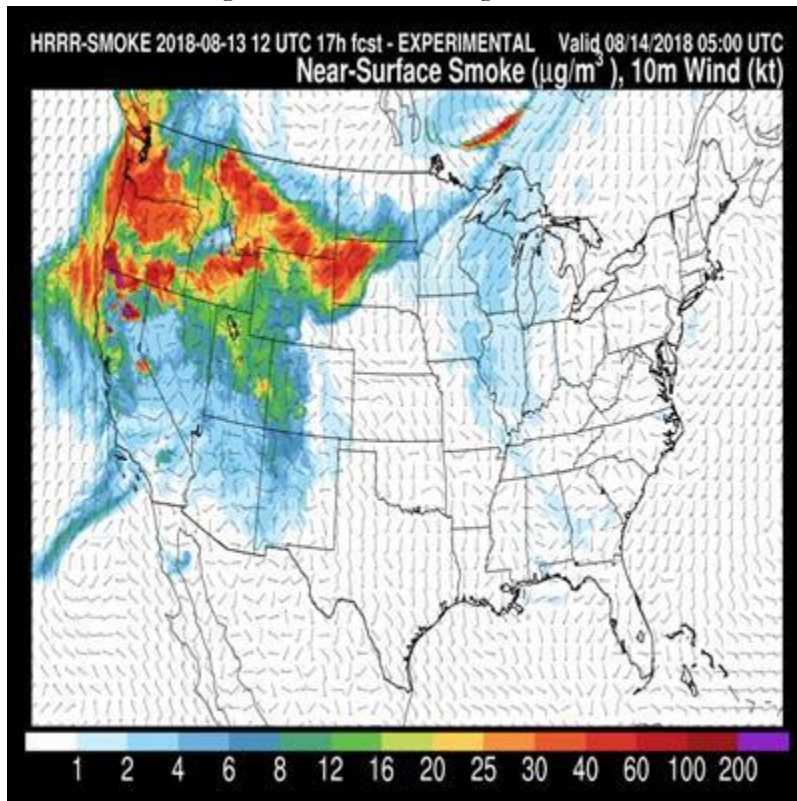 HRRR-SMOKE 2018-08-13 12 UTC 17h fcst - EXPERIMENTAL Valid 08/14/2018 05:00 UTC
Near-Surface Smoke (μg/m³ ), 10m Wind (kt)
1 2 4 6 8 12 16 20 25 30 40 60 100 200